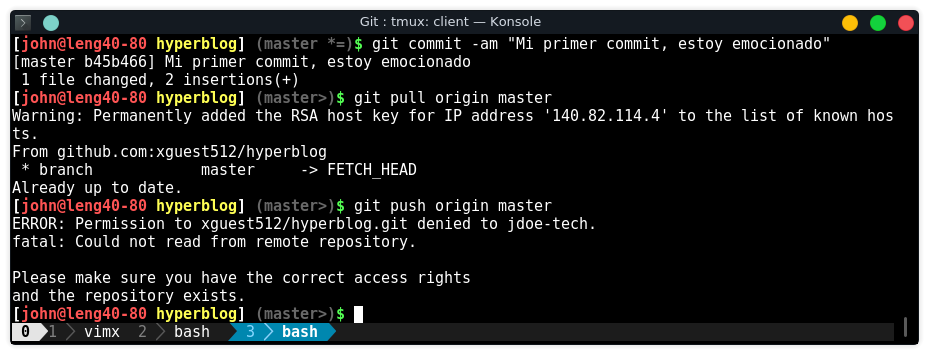 Git : tmux: client — Konsole
[john@leng40-80 hyperblog] (master *=)$ git commit -am "Mi primer commit, estoy emocionado"
[master b45b466] Mi primer commit, estoy emocionado
 1 file changed, 2 insertions(+)
[john@leng40-80 hyperblog] (master>)$ git pull origin master
Warning: Permanently added the RSA host key for IP address '140.82.114.4' to the list of known hos
ts.
From github.com:xguest512/hyperblog
 * branch            master     -> FETCH_HEAD
Already up to date.
[john@leng40-80 hyperblog] (master>)$ git push origin master
ERROR: Permission to xguest512/hyperblog.git denied to jdoe-tech.
fatal: Could not read from remote repository.

Please make sure you have the correct access rights
and the repository exists.
[john@leng40-80 hyperblog] (master>)$
0 1 vimx 2 bash 3 bash